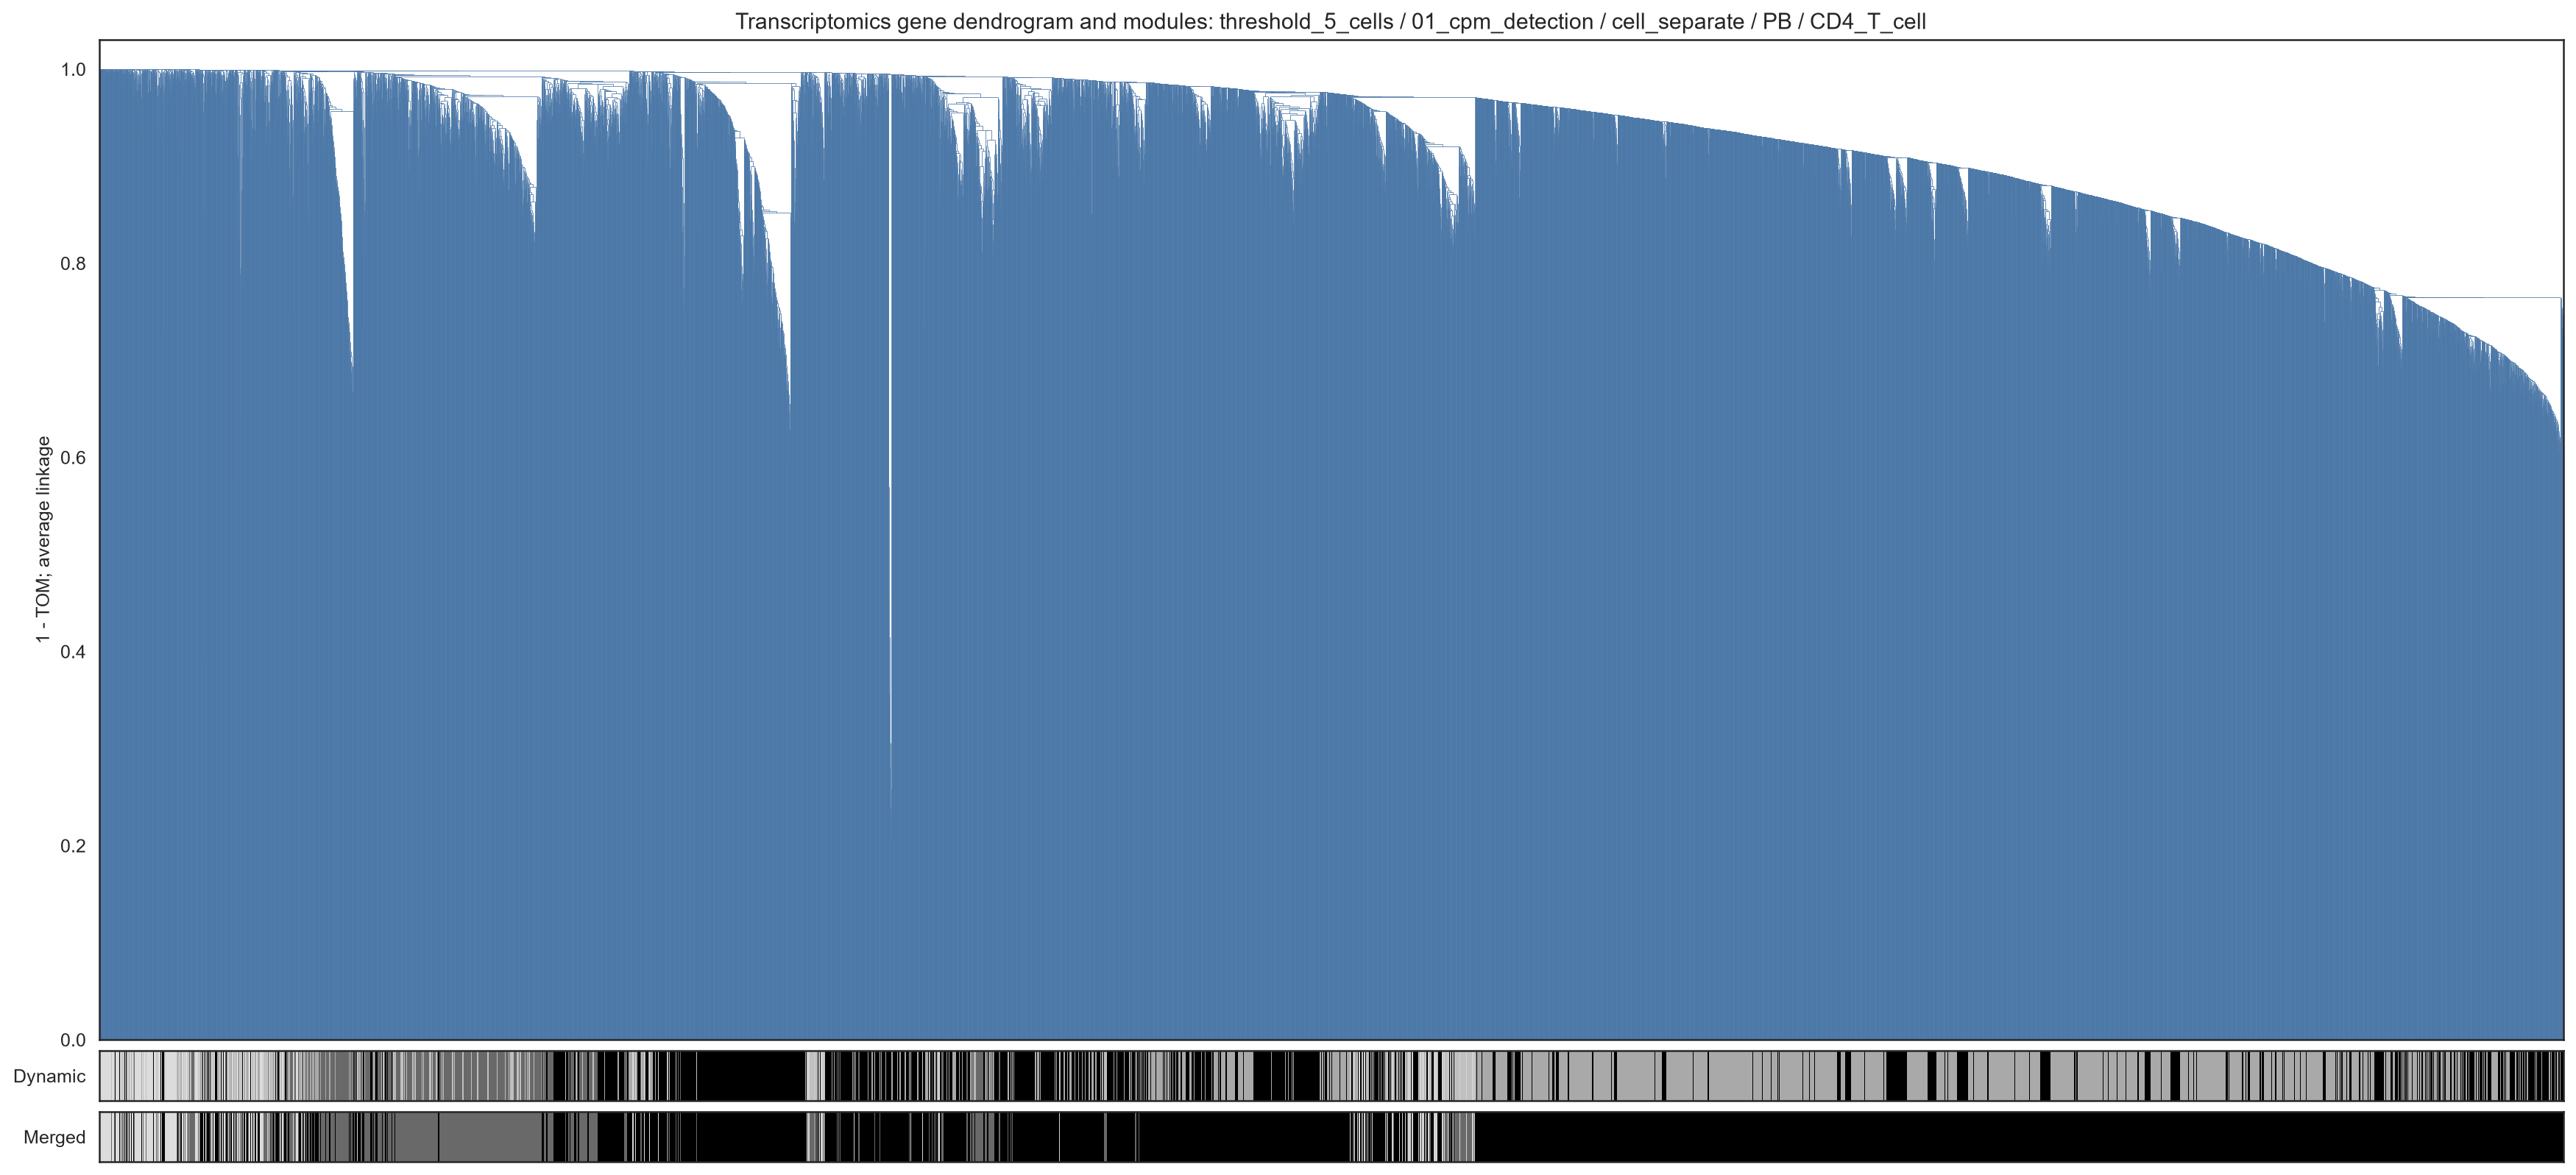 Transcriptomics gene dendrogram and modules: threshold_5_cells / 01_cpm_detection / cell_separate / PB / CD4_T_cell
1.0
0.8
0.6
0.4
0.2
0.0
1 - TOM; average linkage
Dynamic
Merged